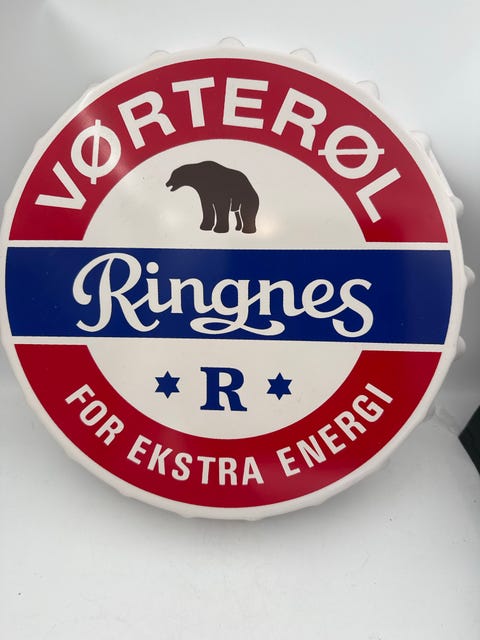 VØRTERØL
Ringnes
R
FOR EKSTRA ENERGI